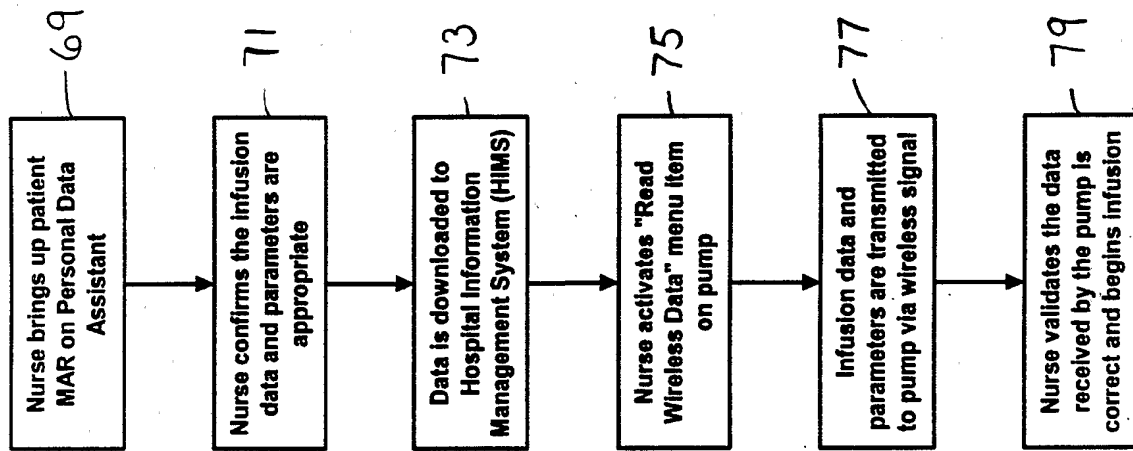 Nurse brings up patient
MAR on Personal Data
Assistant
69
Nurse confirms the infusion
data and parameters are
appropriate
71
Data is downloaded to
Hospital Information
Management System (HIMS)
73
Nurse activates "Read
Wireless Data" menu item
on pump
75
Infusion data and
parameters are transmitted
to pump via wireless signal
77
Nurse validates the data
received by the pump is
correct and begins infusion
79